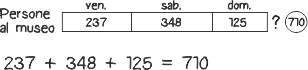 ven. sab. dom.
Persone al museo 237 348 125 ? 710
237 + 348 + 125 = 710